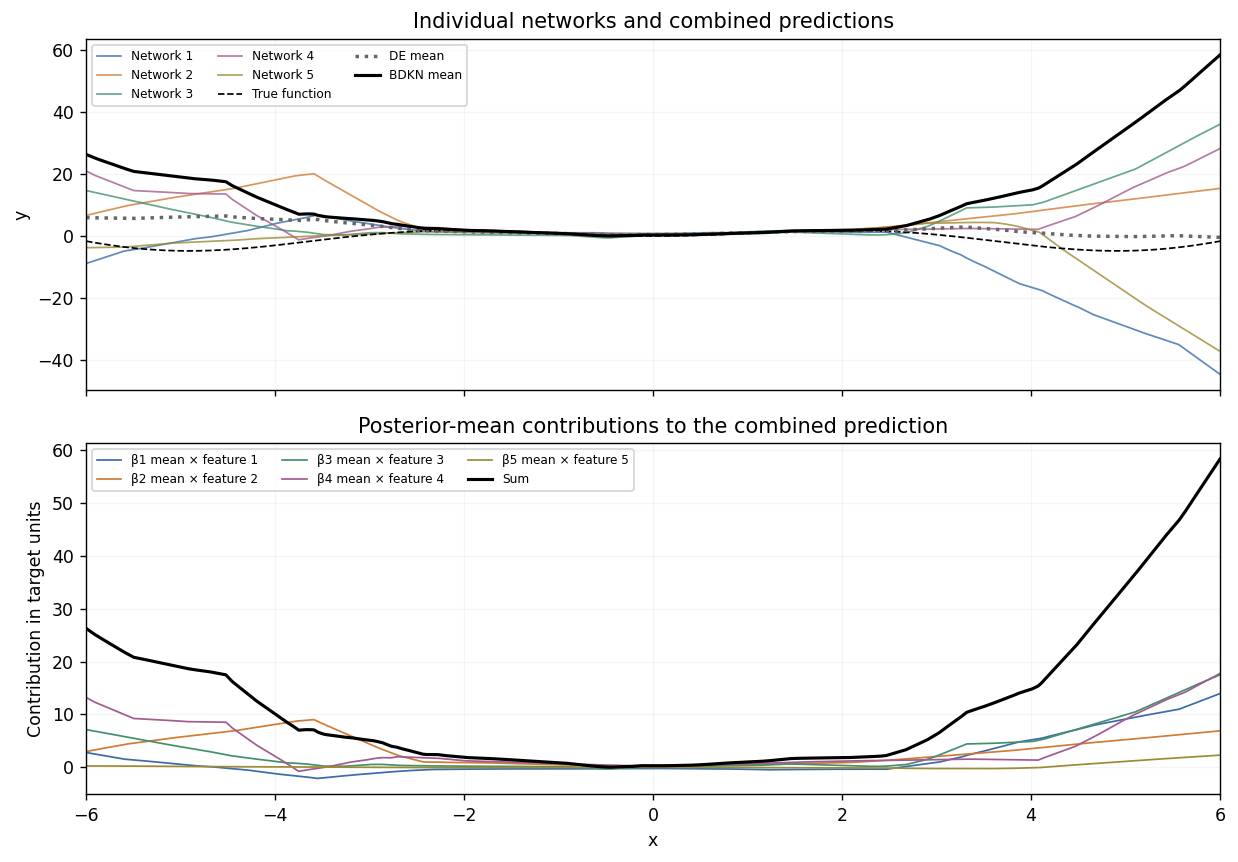 Individual networks and combined predictions
60
40
20
0
−20
−40
y
Network 1
Network 2
Network 3
Network 4
Network 5
True function
DE mean
BDKN mean
Posterior-mean contributions to the combined prediction
60
50
40
30
20
10
0
Contribution in target units
β1 mean × feature 1
β2 mean × feature 2
β3 mean × feature 3
β4 mean × feature 4
β5 mean × feature 5
Sum
−6
−4
−2
0
2
4
6
x